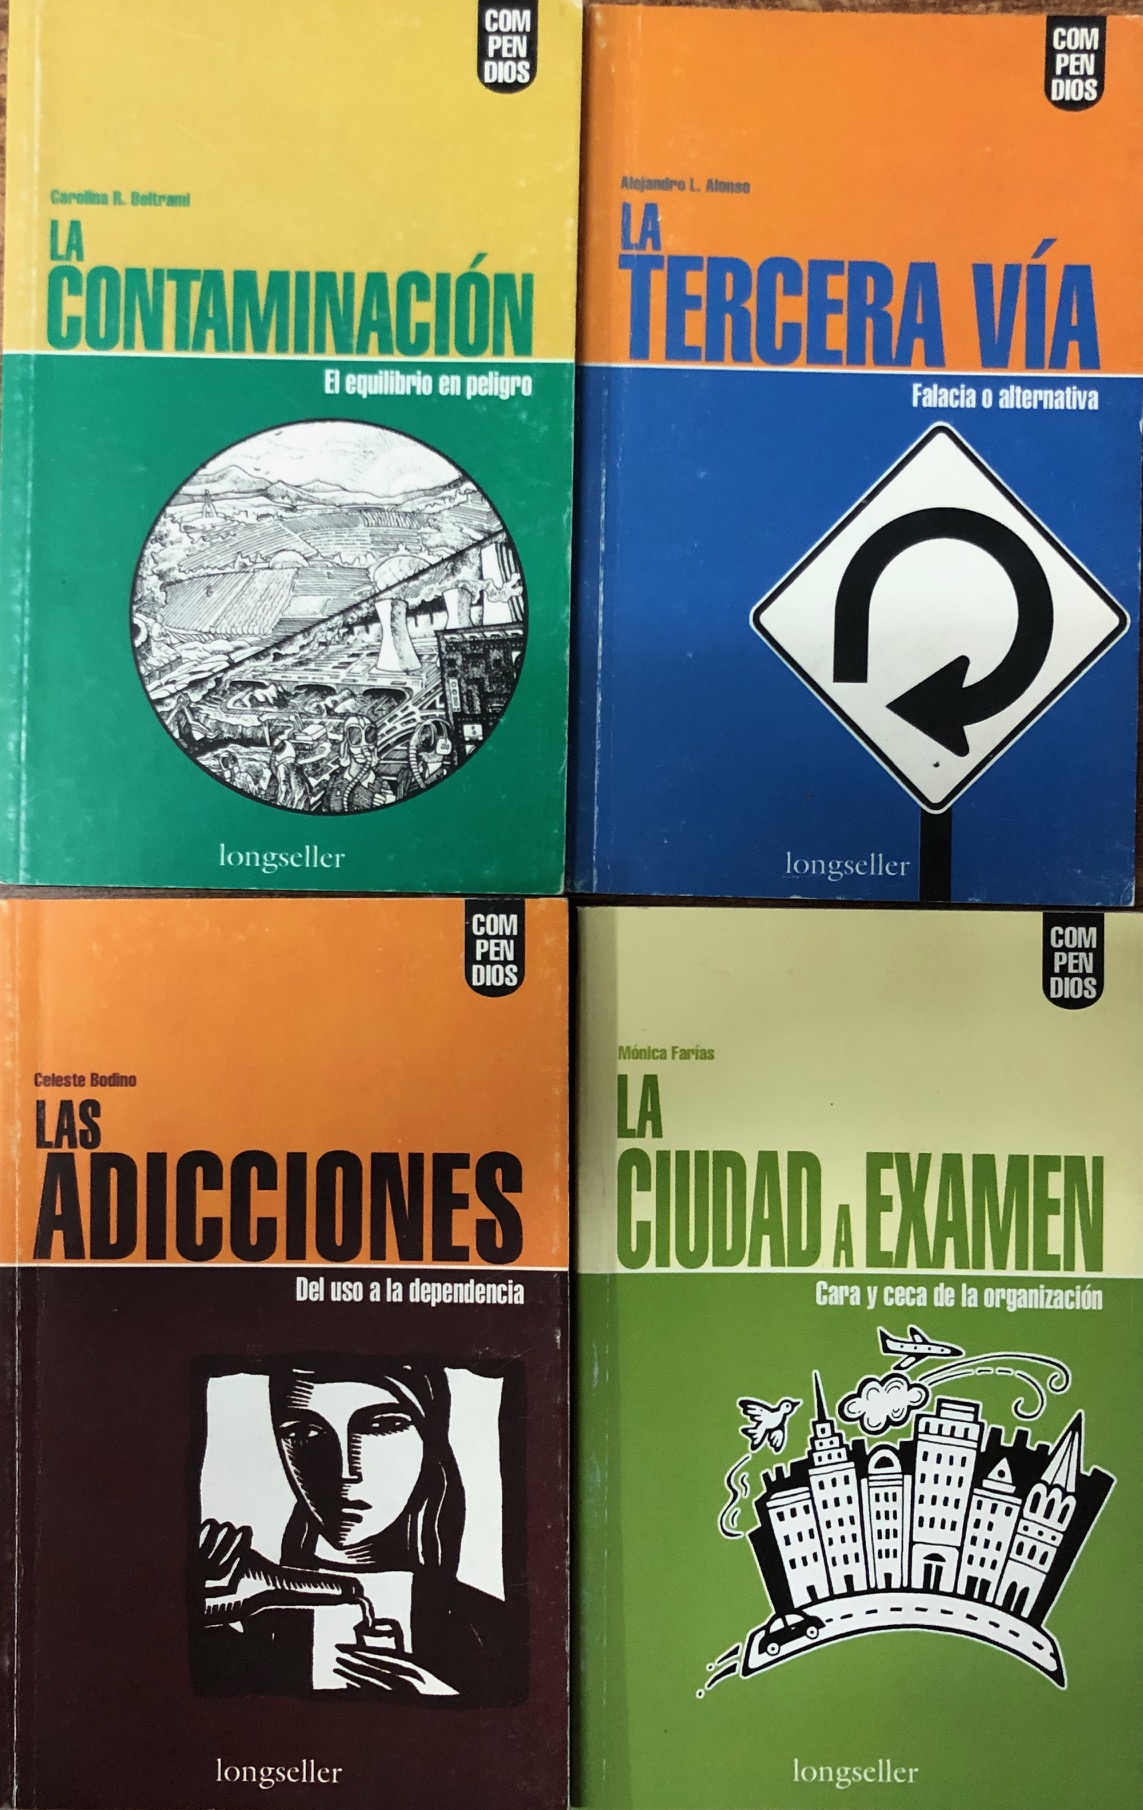 COM
PEN
DIOS
Carolina R. Beltrami
LA
CONTAMINACIÓN
El equilibrio en peligro
longseller
COM
PEN
DIOS
Alejandro L. Alonso
LA
TERCERA VÍA
Falacia o alternativa
longseller
COM
PEN
DIOS
Celeste Bodino
LAS
ADICCIONES
Del uso a la dependencia
longseller
COM
PEN
DIOS
Mónica Farías
LA
CIUDAD A EXAMEN
Cara y ceca de la organización
longseller